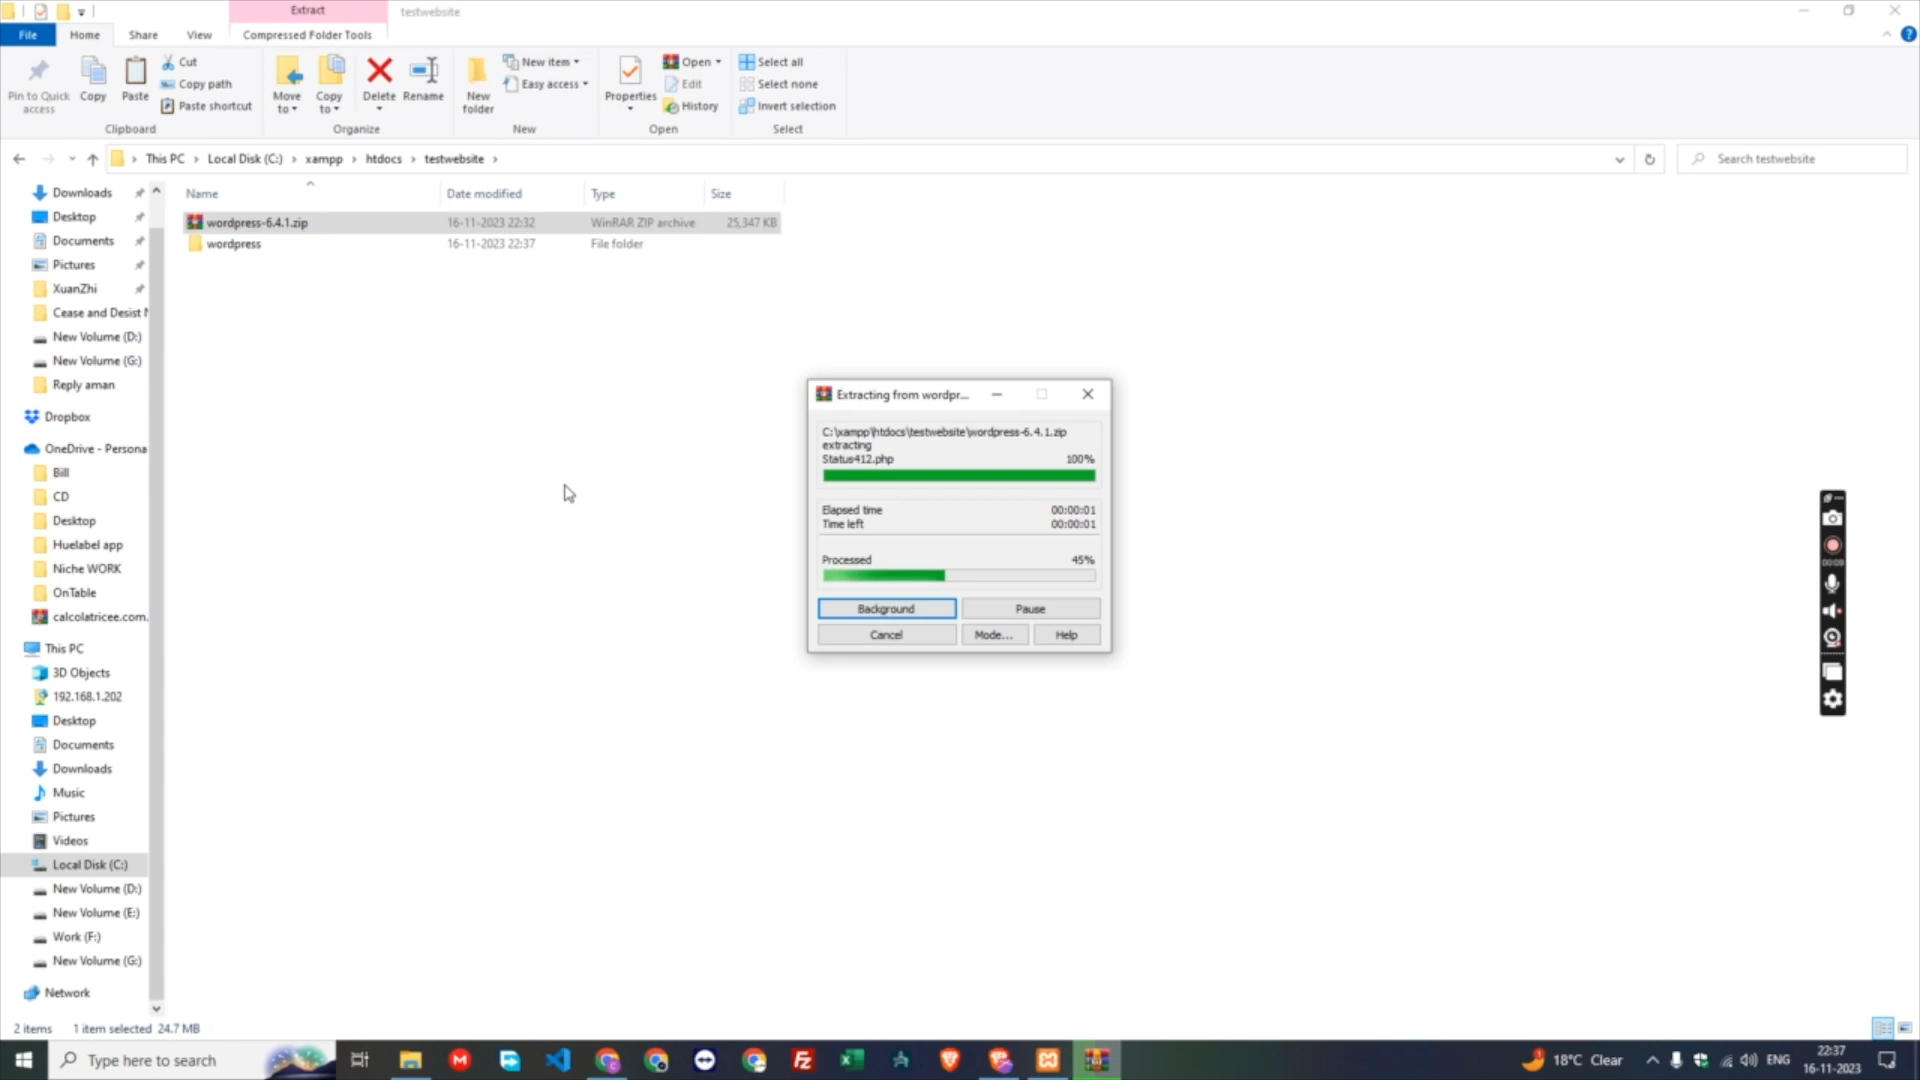 Extract
testwebsite
File
Home
Share
View
Compressed Folder Tools
Pin to Quick access
Copy
Paste
Cut
Copy path
Paste shortcut
Clipboard
Move to
Copy to
Delete
Rename
Organize
New folder
New item
Easy access
New
Properties
Open
Edit
History
Open
Select all
Select none
Invert selection
Select
This PC > Local Disk (C:) > xampp > htdocs > testwebsite >
Search testwebsite
Name Date modified Type Size
wordpress-6.4.1.zip 16-11-2023 22:32 WinRAR ZIP archive 25,347 KB
wordpress 16-11-2023 22:37 File folder
Downloads
Desktop
Documents
Pictures
XuanZhi
Cease and Desist
New Volume (D:)
New Volume (G:)
Reply aman
Dropbox
OneDrive - Persona
Bill
CD
Desktop
Huelabel app
Niche WORK
OnTable
calcolatricee.com.
This PC
3D Objects
192.168.1.202
Desktop
Documents
Downloads
Music
Pictures
Videos
Local Disk (C:)
New Volume (D:)
New Volume (E:)
Work (F:)
New Volume (G:)
Network
Extracting from wordpr...
C:\xampp\htdocs\testwebsite\wordpress-6.4.1.zip
extracting
Status412.php 100%
Elapsed time 00:00:01
Time left 00:00:01
Processed 45%
Background
Pause
Cancel
Mode...
Help
2 items 1 item selected 24.7 MB
Type here to search
18°C Clear
ENG
22:37
16-11-2023